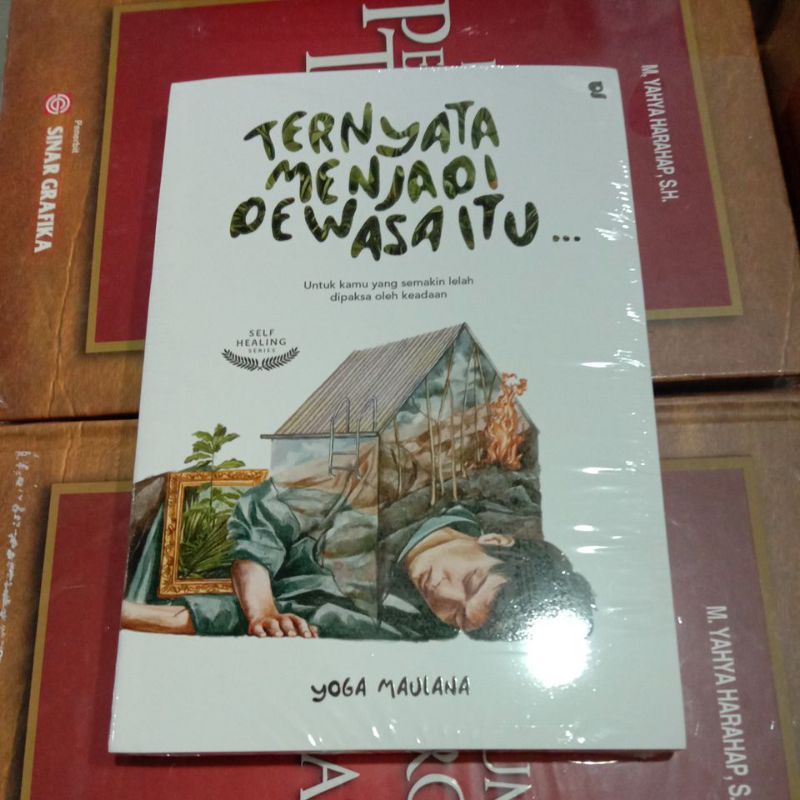 TERNYATA
MENJADI
DEWASA ITU...
Untuk kamu yang semakin lelah
dipaksa oleh keadaan
SELF
HEALING
SERIES
YOGA MAULANA
Penerbit
SINAR GRAFIKA
M. YAHYA HARAHAP, S.H.
M. YAHYA HARAHAP, S.